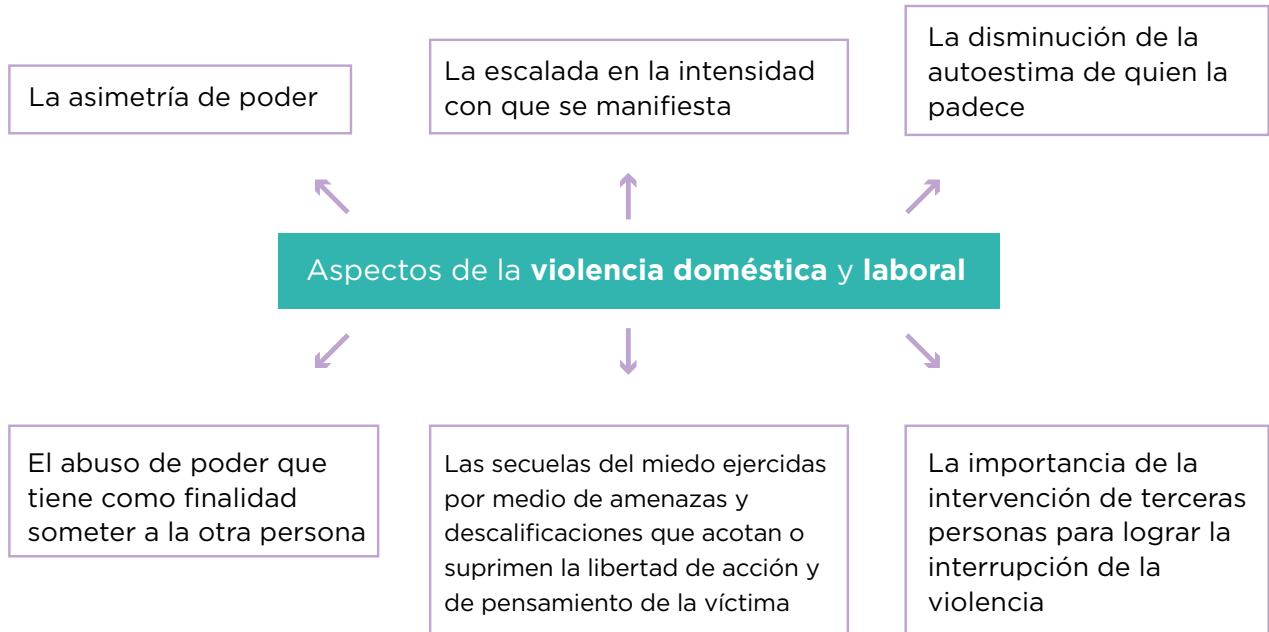 La asimetría de poder
La escalada en la intensidad
con que se manifiesta
La disminución de la
autoestima de quien la
padece
Aspectos de la violencia doméstica y laboral
El abuso de poder que
tiene como finalidad
someter a la otra persona
Las secuelas del miedo ejercidas
por medio de amenazas y
descalificaciones que acotan o
suprimen la libertad de acción y
de pensamiento de la víctima
La importancia de la
intervención de terceras
personas para lograr la
interrupción de la
violencia